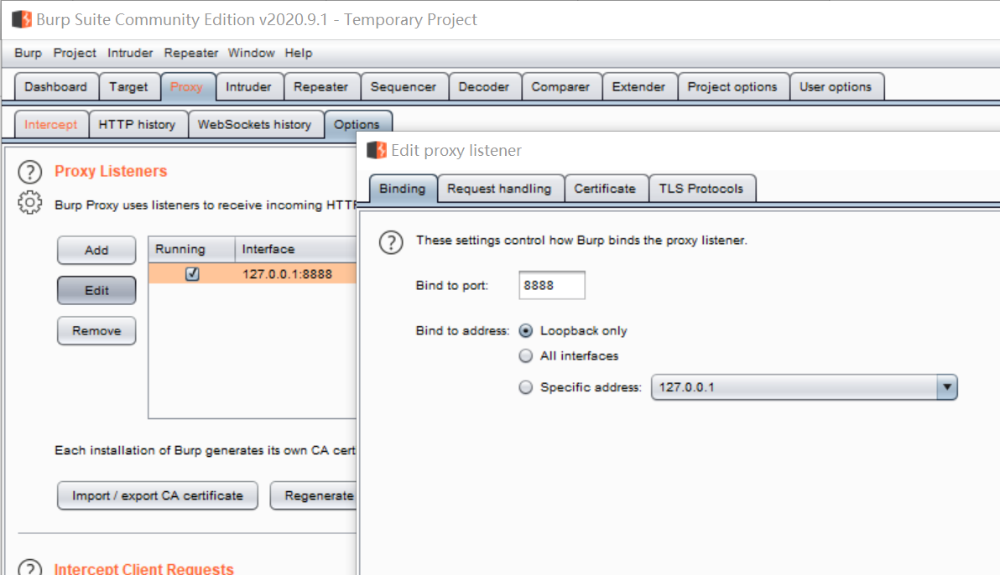 Burp Suite Community Edition v2020.9.1 - Temporary Project
Burp Project Intruder Repeater Window Help
Dashboard Target Proxy Intruder Repeater Sequencer Decoder Comparer Extender Project options User options
Intercept HTTP history WebSockets history Options
Edit proxy listener
Proxy Listeners
Binding Request handling Certificate TLS Protocols
Burp Proxy uses listeners to receive incoming
These settings control how Burp binds the proxy listener.
Add
Running Interface
127.0.0.1:8888
Edit
Remove
Bind to port: 8888
Bind to address: Loopback only
All interfaces
Specific address: 127.0.0.1
Each installation of Burp generates its own CA cert
Import / export CA certificate Regenerate
Intercept Client Requests